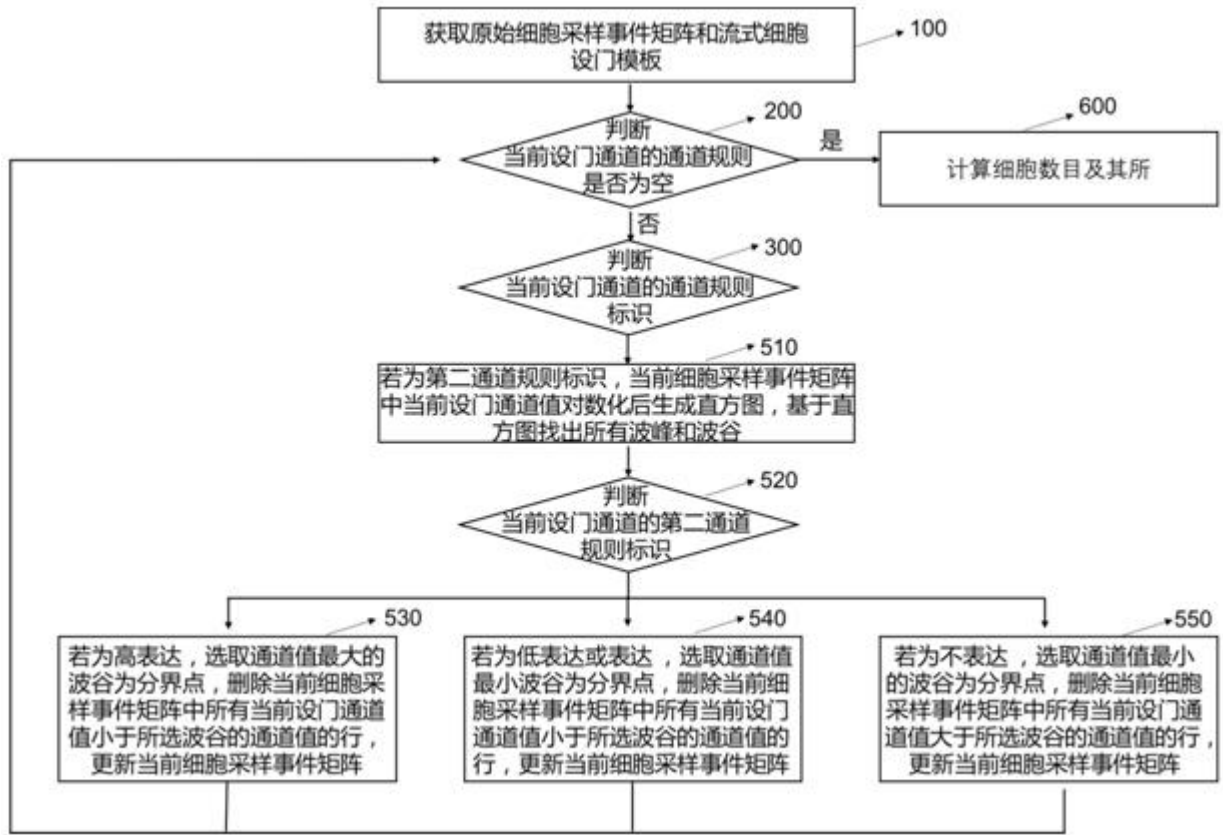 获取原始细胞采样事件矩阵和流式细胞
设门模板
100
判断
当前设门通道的通道规则
是否为空
200
是
600
计算细胞数目及其所
否
判断
当前设门通道的通道规则
标识
300
510
若为第二通道规则标识，当前细胞采样事件矩阵
中当前设门通道值对数化后生成直方图，基于直
方图找出所有波峰和波谷
判断
当前设门通道的第二通道
规则标识
520
530
若为高表达，选取通道值最大的
波谷为分界点，删除当前细胞采
样事件矩阵中所有当前设门通道
值小于所选波谷的通道值的行，
更新当前细胞采样事件矩阵
540
若为低表达或表达，选取通道值
最小波谷为分界点，删除当前细
胞采样事件矩阵中所有当前设门
通道值小于所选波谷的通道值的
行，更新当前细胞采样事件矩阵
550
若为不表达，选取通道值最小
的波谷为分界点，删除当前细胞
采样事件矩阵中所有当前设门通
道值大于所选波谷的通道值的行，
更新当前细胞采样事件矩阵